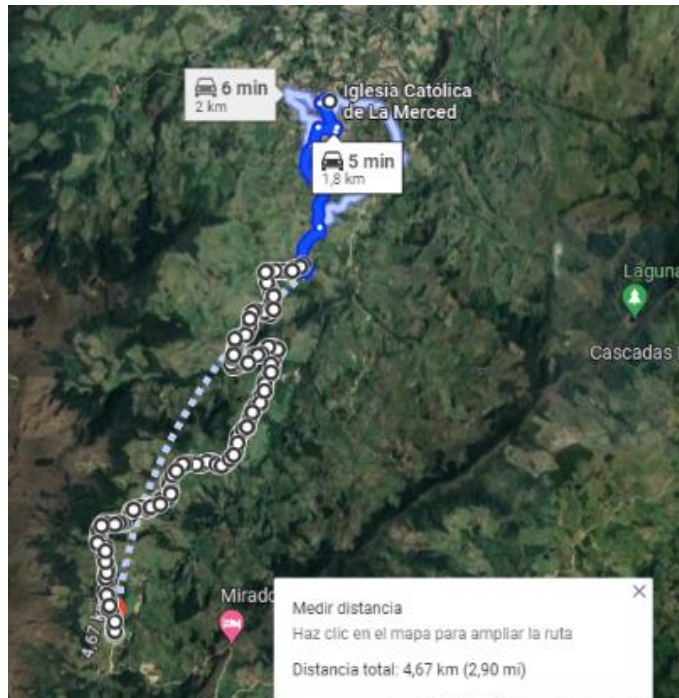 6 min
2 km
Iglesia Católica
de La Merced
5 min
1,8 km
Laguna
Cascadas
Mirado
4,67 km
Medir distancia
Haz clic en el mapa para ampliar la ruta
Distancia total: 4,67 km (2,90 mi)